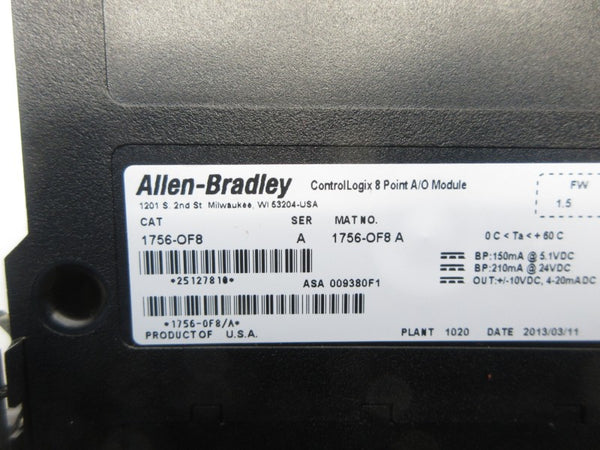 Allen-Bradley ControlLogix 8 Point A/O Module
1201 S. 2nd St. Milwaukee, WI 53204-USA
FW
1.5
CAT SER MAT NO.
1756-OF8 A 1756-OF8 A
0 C < Ta < + 60 C
BP:150mA @ 5.1VDC
BP:210mA @ 24VDC
OUT:+/-10VDC, 4-20mADC
*25127810* ASA 009380F1
*1756-OF8/A*
PRODUCT OF U.S.A. PLANT 1020 DATE 2013/03/11